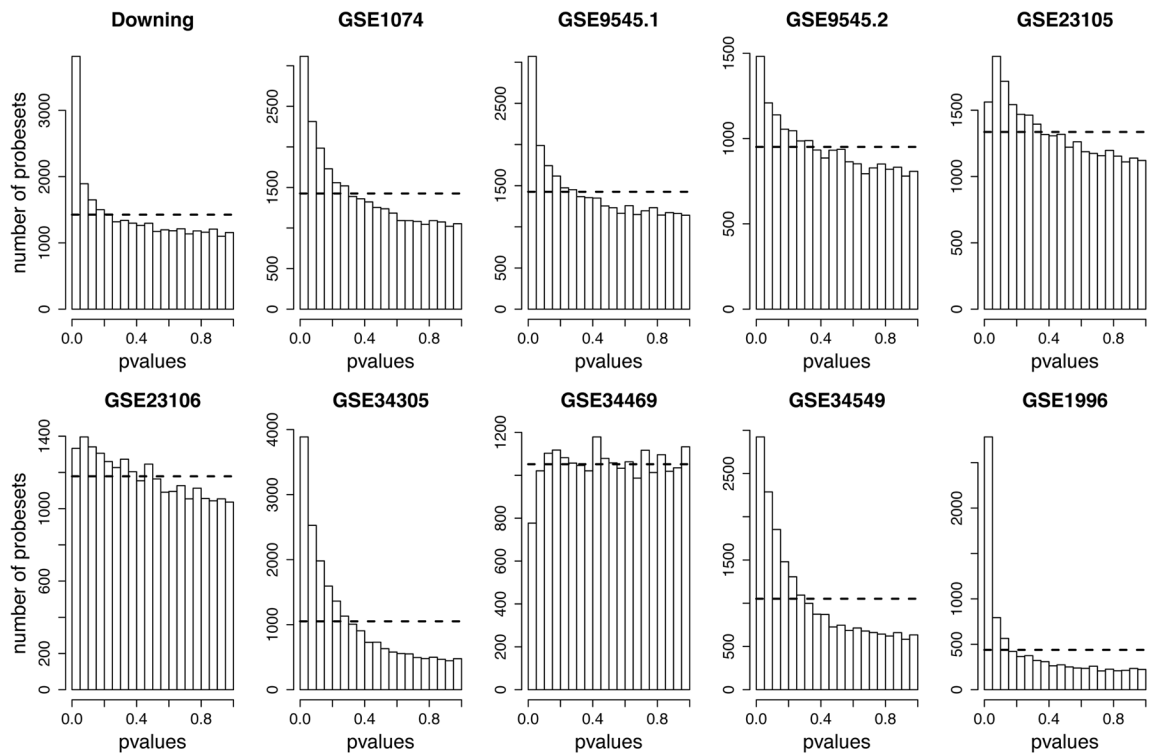 Downing GSE1074 GSE9545.1 GSE9545.2 GSE23105
number of probesets
0 1000 2000 3000
0 500 1500 2500
0 500 1500 2500
0 500 1000 1500
0 500 1000 1500
0.0 0.4 0.8 0.0 0.4 0.8 0.0 0.4 0.8 0.0 0.4 0.8 0.0 0.4 0.8
pvalues pvalues pvalues pvalues pvalues
GSE23106 GSE34305 GSE34469 GSE34549 GSE1996
number of probesets
0 200 600 1000 1400
0 1000 2000 3000 4000
0 200 400 600 800 1000 1200
0 500 1500 2500
0 500 1000 2000
0.0 0.4 0.8 0.0 0.4 0.8 0.0 0.4 0.8 0.0 0.4 0.8 0.0 0.4 0.8
pvalues pvalues pvalues pvalues pvalues